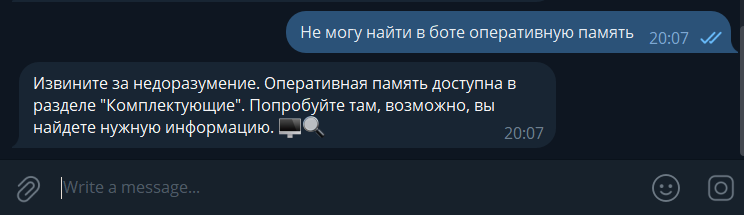 Не могу найти в боте оперативную память
20:07
Извините за недоразумение. Оперативная память доступна в
разделе "Комплектующие". Попробуйте там, возможно, вы
найдете нужную информацию. 🖥️🔍
20:07
Write a message...